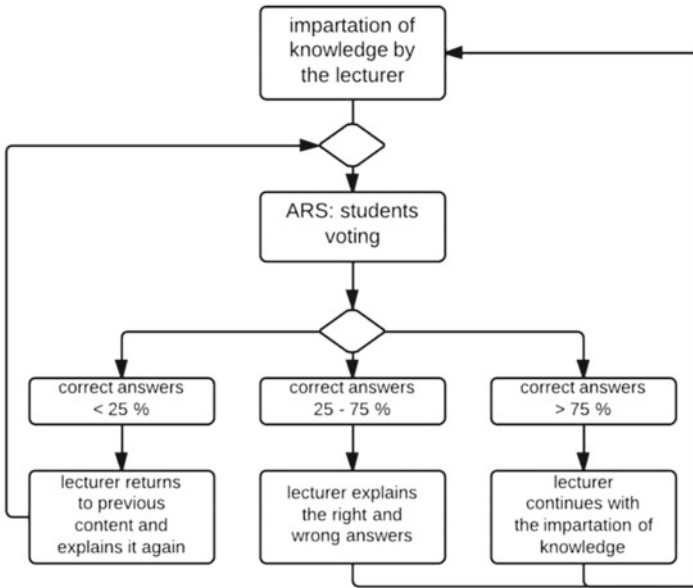 impartation of
knowledge by
the lecturer
ARS: students
voting
correct answers
< 25 %
correct answers
25 - 75 %
correct answers
> 75 %
lecturer returns
to previous
content and
explains it again
lecturer explains
the right and
wrong answers
lecturer
continues with
the impartation of
knowledge